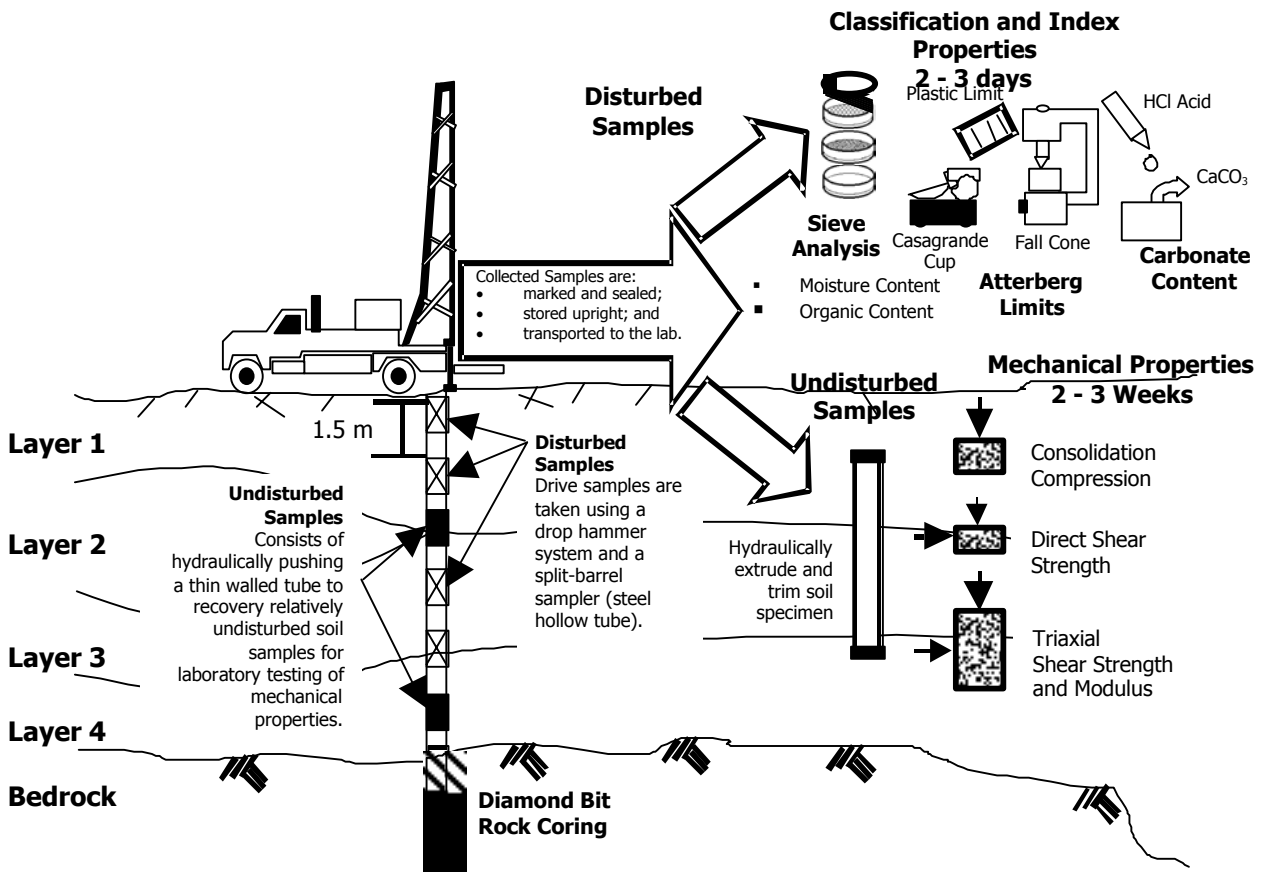 Classification and Index
Properties
2 - 3 days
Disturbed
Samples
Plastic Limit
HCl Acid
CaCO₃
Sieve
Analysis
Casagrande
Cup
Fall Cone
Atterberg
Limits
Carbonate
Content
▪ Moisture Content
▪ Organic Content
Collected Samples are:
• marked and sealed;
• stored upright; and
• transported to the lab.
Undisturbed
Samples
Mechanical Properties
2 - 3 Weeks
1.5 m
Layer 1
Layer 2
Layer 3
Layer 4
Bedrock
Undisturbed
Samples
Consists of
hydraulically pushing
a thin walled tube to
recovery relatively
undisturbed soil
samples for
laboratory testing of
mechanical
properties.
Disturbed
Samples
Drive samples are
taken using a
drop hammer
system and a
split-barrel
sampler (steel
hollow tube).
Hydraulically
extrude and
trim soil
specimen
Consolidation
Compression
Direct Shear
Strength
Triaxial
Shear Strength
and Modulus
Diamond Bit
Rock Coring